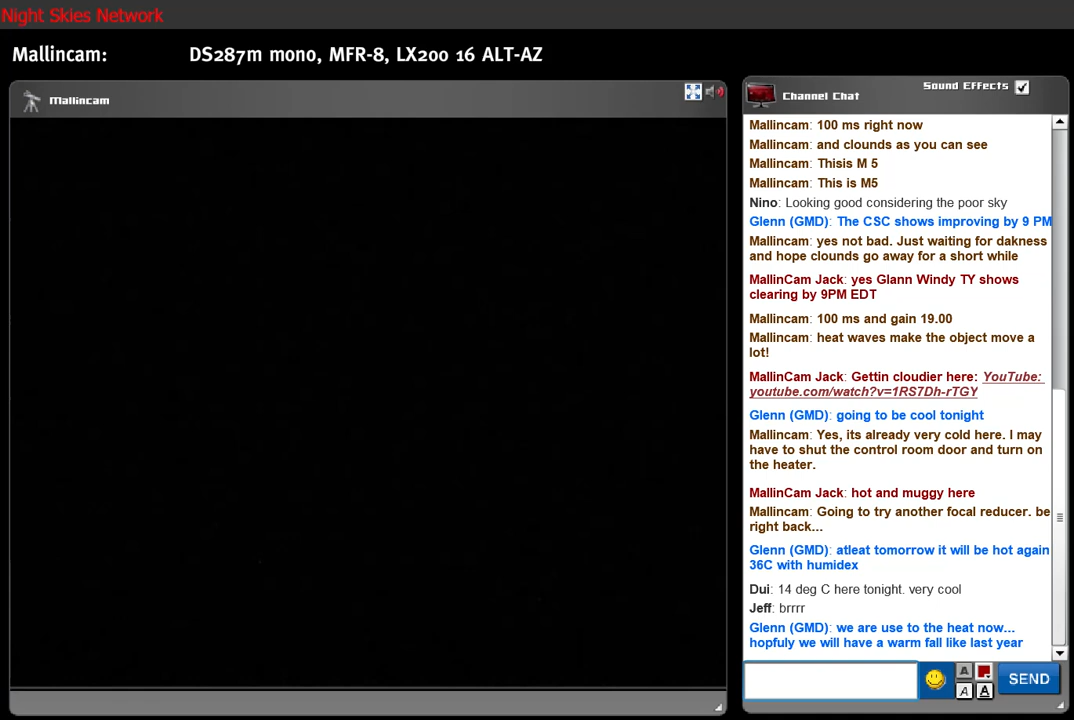 Night Skies Network
Mallincam: DS287m mono, MFR-8, LX200 16 ALT-AZ
Mallincam
Sound Effects
Channel Chat
Mallincam: 100 ms right now
Mallincam: and clounds as you can see
Mallincam: Thisis M 5
Mallincam: This is M5
Nino: Looking good considering the poor sky
Glenn (GMD): The CSC shows improving by 9 PM
Mallincam: yes not bad. Just waiting for dakness
and hope clounds go away for a short while
MallinCam Jack: yes Glann Windy TY shows
clearing by 9PM EDT
Mallincam: 100 ms and gain 19.00
Mallincam: heat waves make the object move a
lot!
MallinCam Jack: Gettin cloudier here: YouTube:
youtube.com/watch?v=1RS7Dh-rTGY
Glenn (GMD): going to be cool tonight
Mallincam: Yes, its already very cold here. I may
have to shut the control room door and turn on
the heater.
MallinCam Jack: hot and muggy here
Mallincam: Going to try another focal reducer. be
right back...
Glenn (GMD): atleat tomorrow it will be hot again
36C with humidex
Dui: 14 deg C here tonight. very cool
Jeff: brrrr
Glenn (GMD): we are use to the heat now...
hopfuly we will have a warm fall like last year
A
A A
SEND